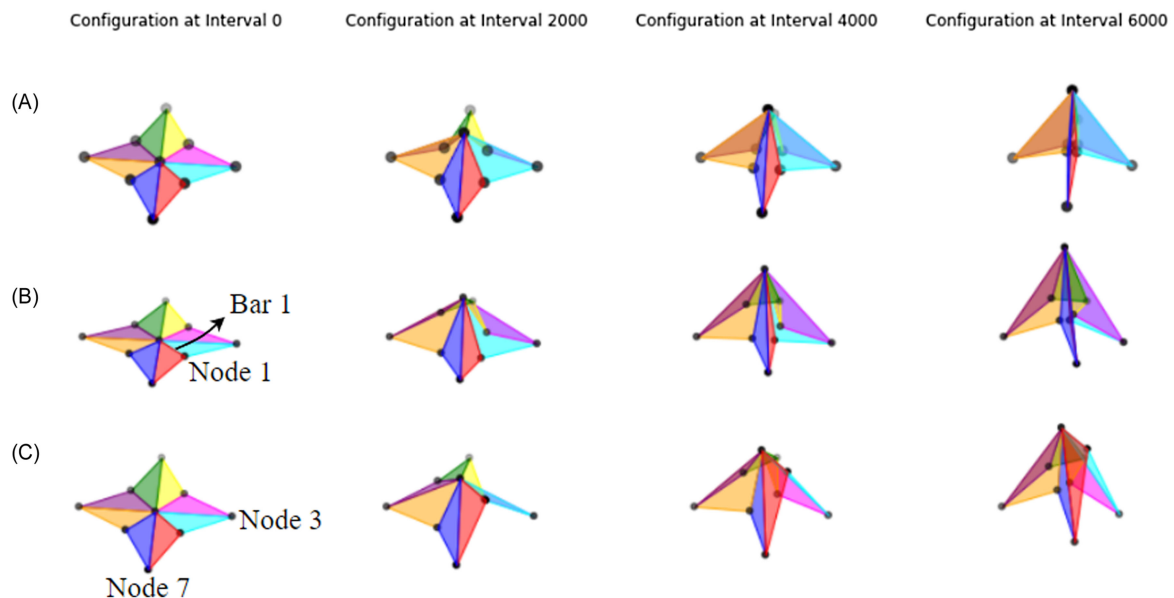 Configuration at Interval 0
Configuration at Interval 2000
Configuration at Interval 4000
Configuration at Interval 6000
(A)
(B)
Bar 1
Node 1
(C)
Node 3
Node 7